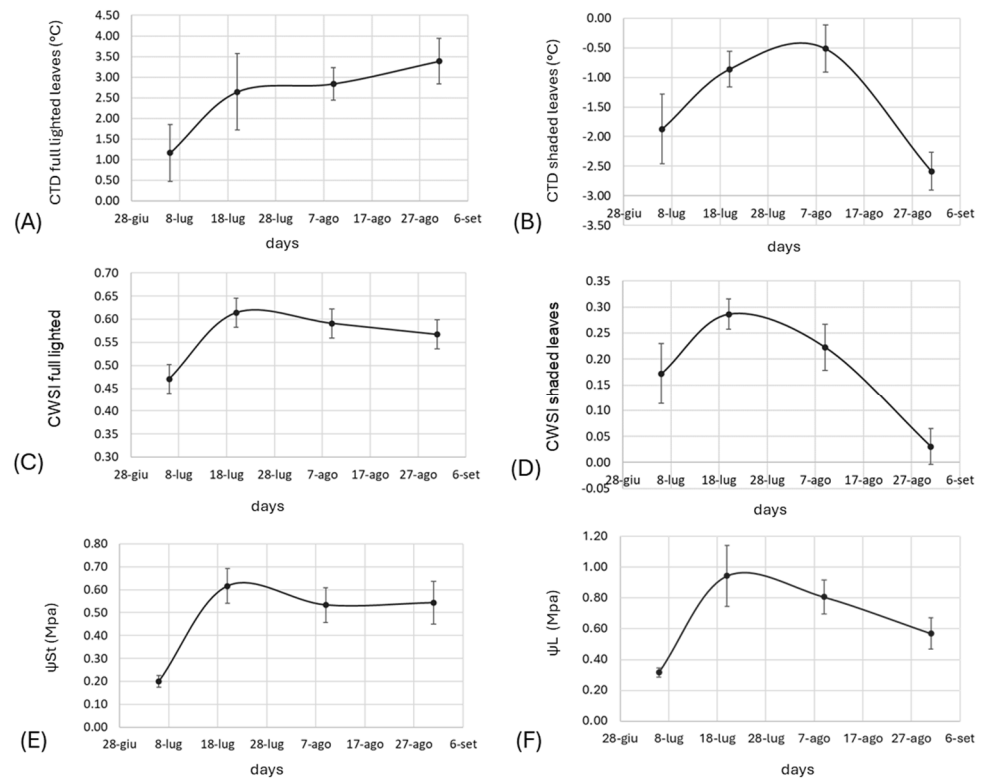 CTD full lighted leaves (°C)
4.50
4.00
3.50
3.00
2.50
2.00
1.50
1.00
0.50
0.00
28-giu 8-lug 18-lug 28-lug 7-ago 17-ago 27-ago 6-set
(A)
days
CTD shaded leaves (°C)
0.00
-0.50
-1.00
-1.50
-2.00
-2.50
-3.00
-3.50
28-giu 8-lug 18-lug 28-lug 7-ago 17-ago 27-ago 6-set
(B)
days
CWSI full lighted
0.70
0.65
0.60
0.55
0.50
0.45
0.40
0.35
0.30
28-giu 8-lug 18-lug 28-lug 7-ago 17-ago 27-ago 6-set
(C)
days
CWSI shaded leaves
0.35
0.30
0.25
0.20
0.15
0.10
0.05
0.00
-0.05
28-giu 8-lug 18-lug 28-lug 7-ago 17-ago 27-ago 6-set
(D)
days
ψSt (Mpa)
0.80
0.70
0.60
0.50
0.40
0.30
0.20
0.10
0.00
28-giu 8-lug 18-lug 28-lug 7-ago 17-ago 27-ago 6-set
(E)
days
ψL (Mpa)
1.20
1.00
0.80
0.60
0.40
0.20
0.00
28-giu 8-lug 18-lug 28-lug 7-ago 17-ago 27-ago 6-set
(F)
days